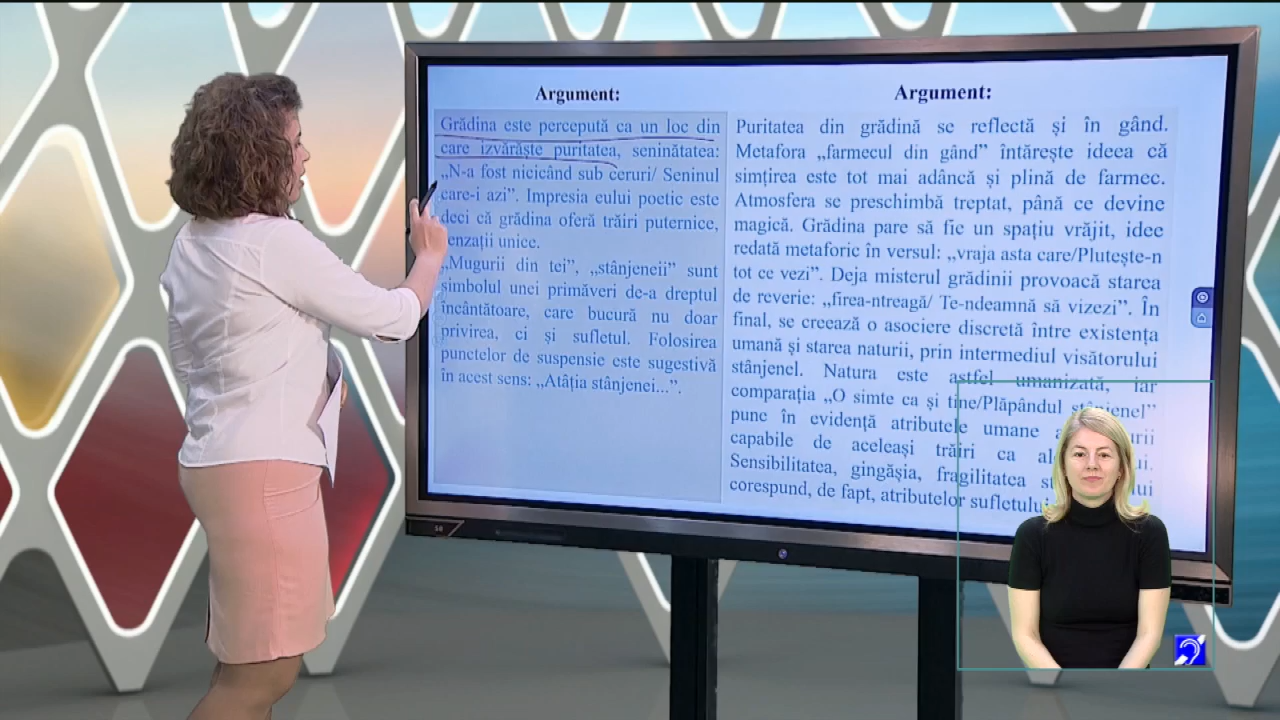 Argument:
Grădina este percepută ca un loc din
care izvărăște puritatea, seninătatea:
„N-a fost nicicând sub ceruri/ Seninul
care-i azi”. Impresia eului poetic este
deci că grădina oferă trăiri puternice,
enzații unice.
„Mugurii din tei”, „stânjeneii” sunt
simbolul unei primăveri de-a dreptul
încântătoare, care bucură nu doar
privirea, ci și sufletul. Folosirea
punctelor de suspensie este sugestivă
în acest sens: „Atâția stânjenei...”.
Argument:
Puritatea din grădină se reflectă și în gând.
Metafora „farmecul din gând” întărește ideea că
simțirea este tot mai adâncă și plină de farmec.
Atmosfera se preschimbă treptat, până ce devine
magică. Grădina pare să fie un spațiu vrăjit, idee
redată metaforic în versul: „vraja asta care/Plutește-n
tot ce vezi”. Deja misterul grădinii provoacă starea
de reverie: „firea-ntreagă/ Te-ndeamnă să vizezi”. În
final, se creează o asociere discretă între existența
umană și starea naturii, prin intermediul visătorului
stânjenel. Natura este astfel umanizată, iar
comparația „O simte ca și tine/Plăpândul stânjenel”
pune în evidență atributele umane
capabile de aceleași trăiri ca
Sensibilitatea, gingășia, fragilitatea
corespund, de fapt, atributelor sufletului